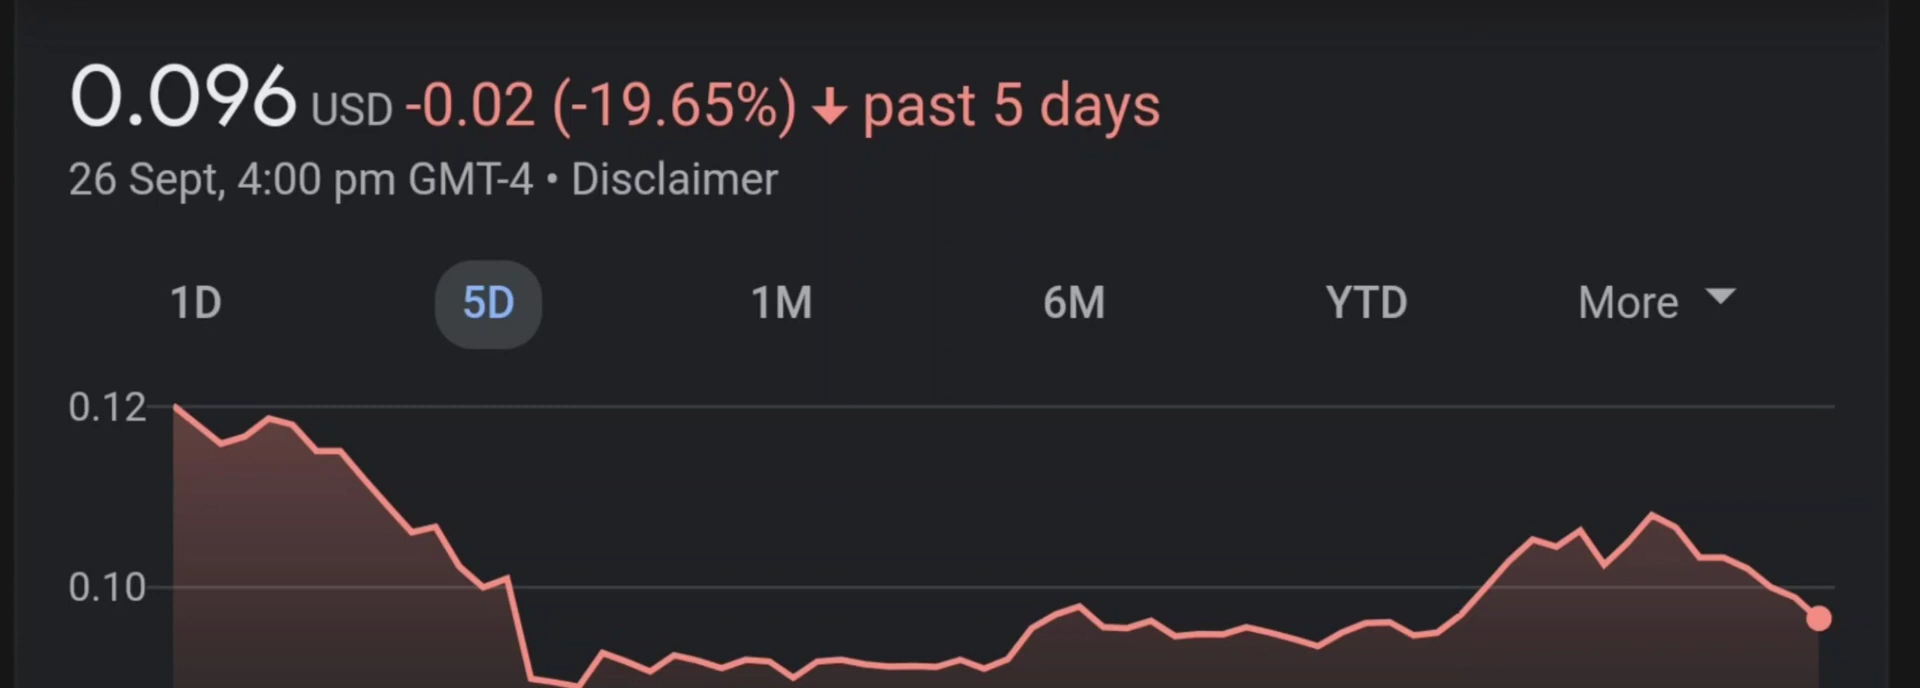 0.096 USD -0.02 (-19.65%) ↓ past 5 days
26 Sept, 4:00 pm GMT-4 • Disclaimer
1D 5D 1M 6M YTD More
0.12
0.10